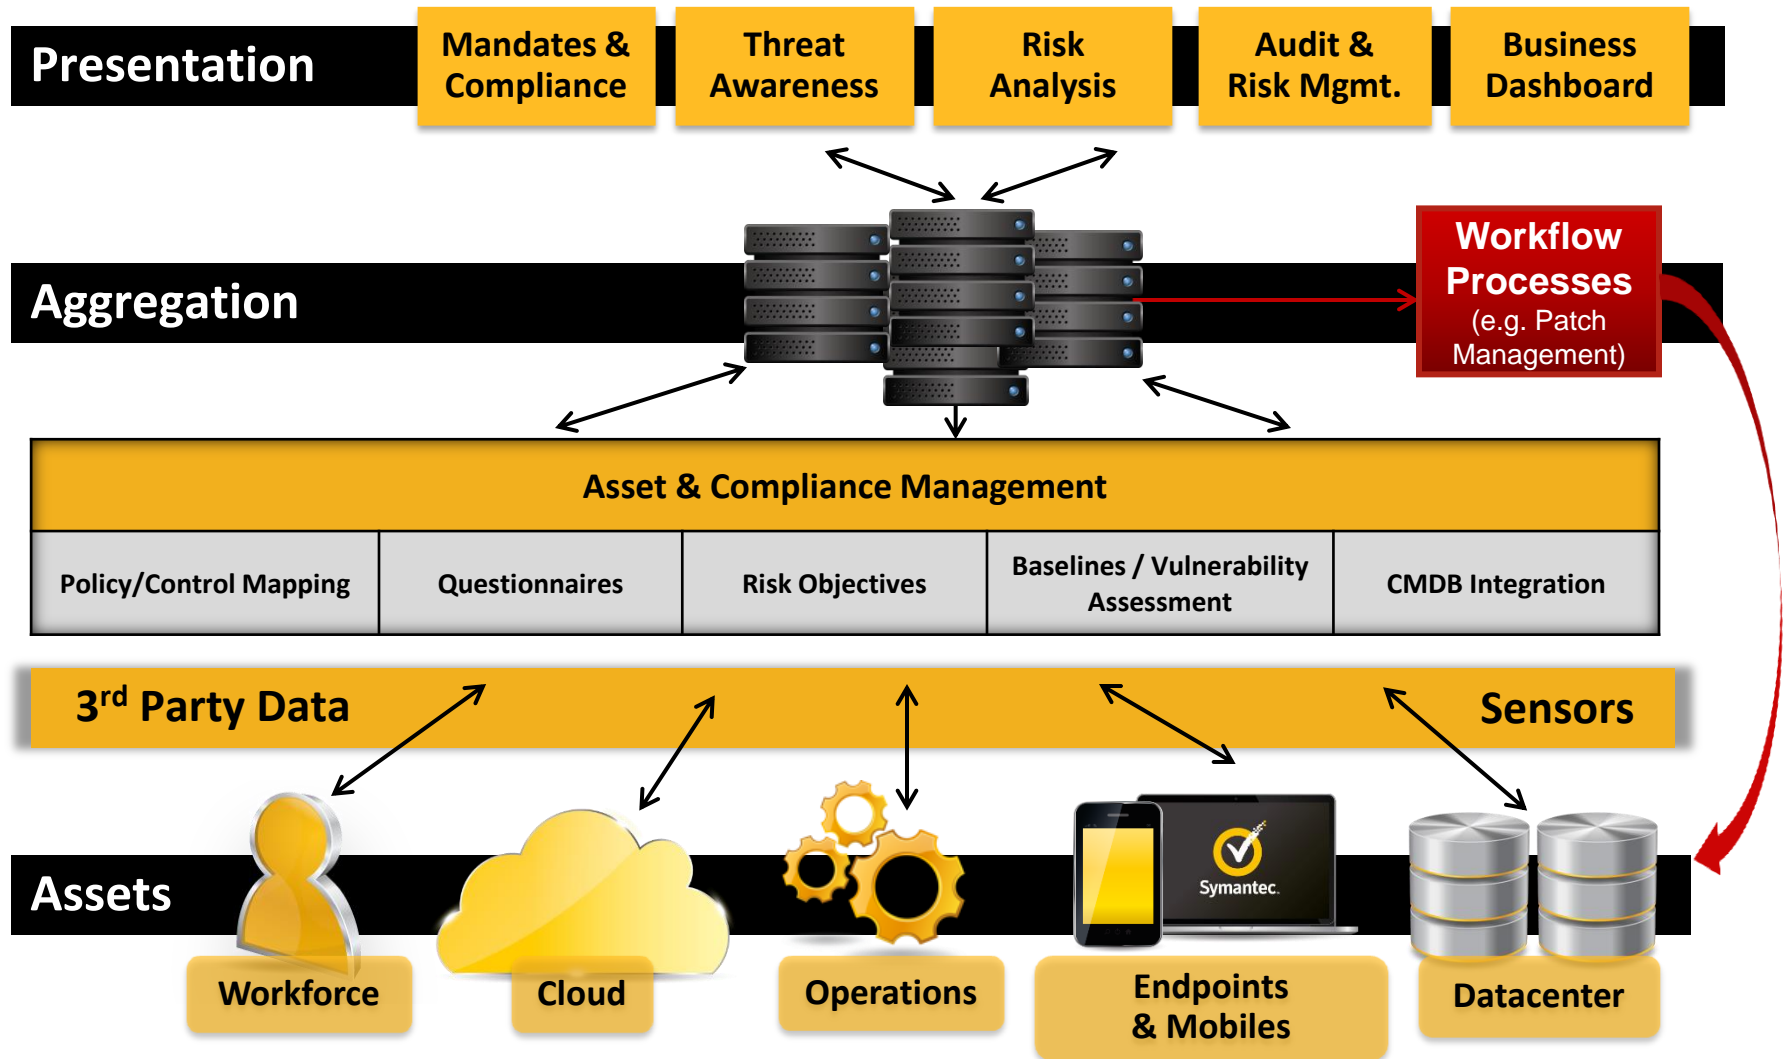 Presentation
Mandates &
Compliance
Threat
Awareness
Risk
Analysis
Audit &
Risk Mgmt.
Business
Dashboard
Aggregation
Workflow
Processes
(e.g. Patch
Management)
Asset & Compliance Management
Policy/Control Mapping
Questionnaires
Risk Objectives
Baselines / Vulnerability
Assessment
CMDB Integration
3rd Party Data
Sensors
Assets
Symantec.
Workforce
Cloud
Operations
Endpoints
& Mobiles
Datacenter